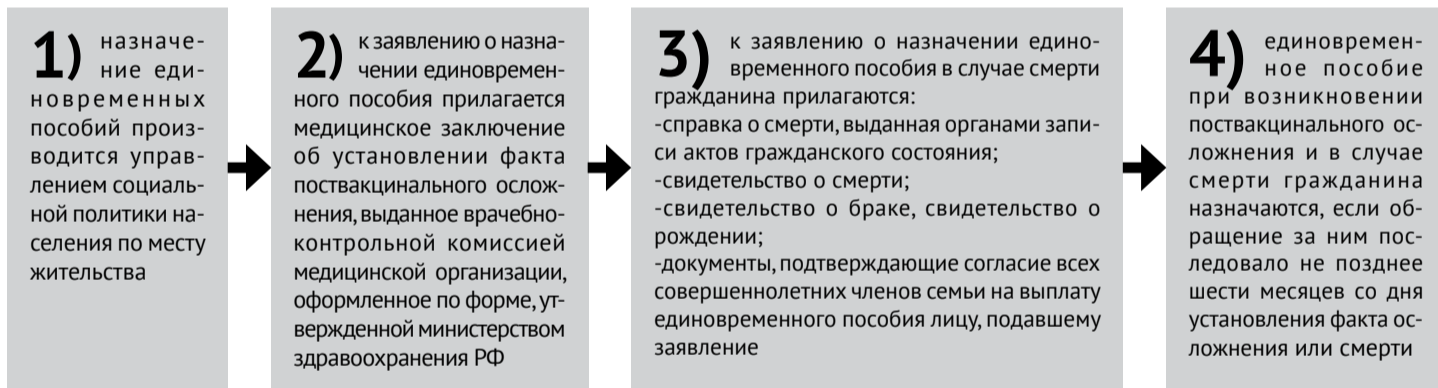 1) назначе-
ние еди-
новременных
пособий произ-
водится управ-
лением социаль-
ной политики на-
селения по месту
жительства
2) к заявлению о назна-
чении единовремен-
ного пособия прилагается
медицинское заключение
об установлении факта
поствакцинального ослож-
нения, выданное врачебно-
контрольной комиссией
медицинской организации,
оформленное по форме, ут-
вержденной министерством
здравоохранения РФ
3) к заявлению о назначении едино-
временного пособия в случае смерти
гражданина прилагаются:
-справка о смерти, выданная органами запи-
си актов гражданского состояния;
-свидетельство о смерти;
-свидетельство о браке, свидетельство о
рождении;
-документы, подтверждающие согласие всех
совершеннолетних членов семьи на выплату
единовременного пособия лицу, подавшему
заявление
4) единовремен-
ное пособие
при возникновении
поствакцинального ос-
ложнения и в случае
смерти гражданина
назначаются, если об-
ращение за ним пос-
ледовало не позднее
шести месяцев со дня
установления факта ос-
ложнения или смерти